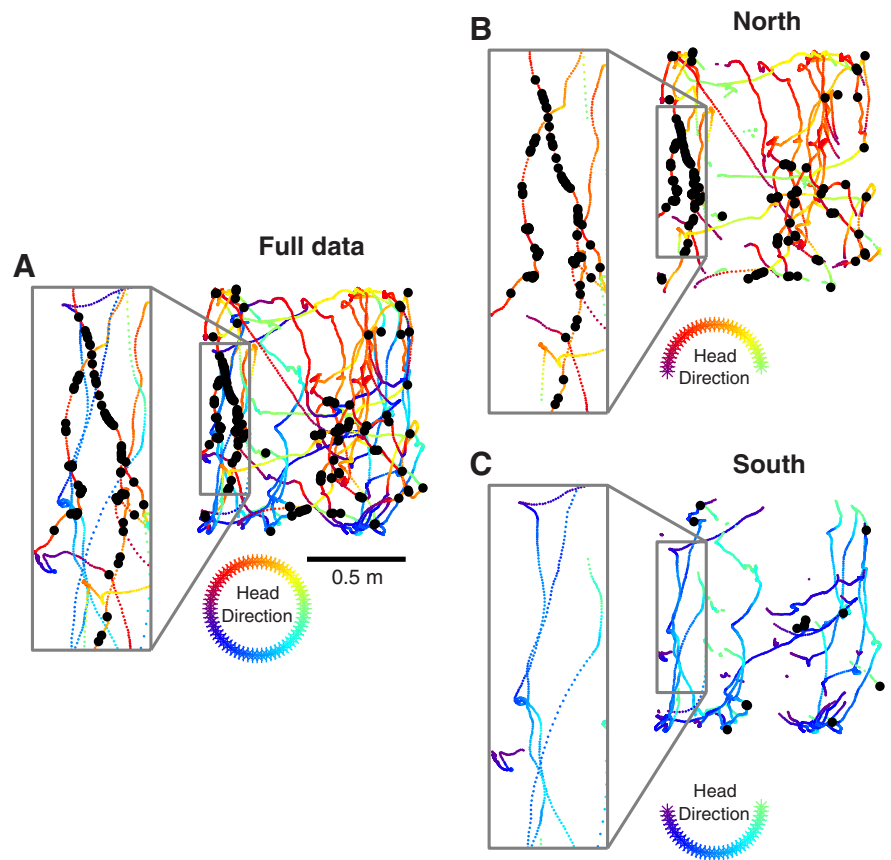 B
North
Head
Direction
A
Full data
Head
Direction
0.5 m
C
South
Head
Direction